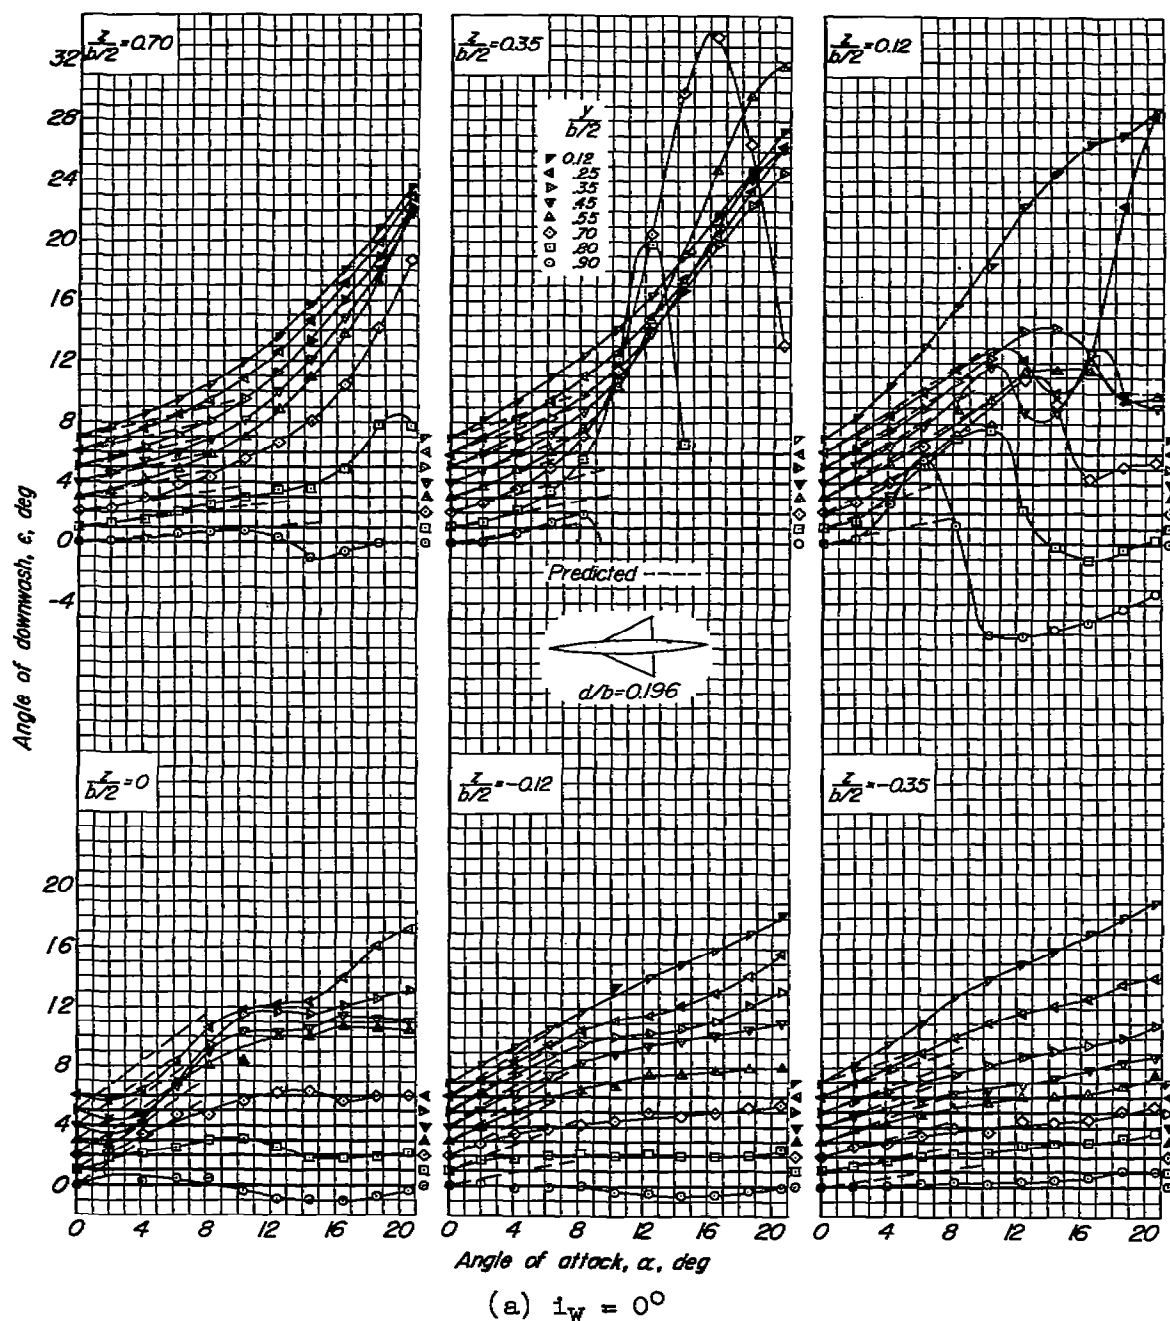 z/b/2 = 0.70
z/b/2 = 0.35
z/b/2 = 0.12
32
28
24
20
16
12
8
4
0
-4
y
b/2
0.12
.25
.35
.45
.55
.70
.80
.90
Predicted
d/b=0.196
Angle of downwash, ϵ, deg
z/b/2 = 0
z/b/2 = -0.12
z/b/2 = -0.35
20
16
12
8
4
0
0 4 8 12 16 20
0 4 8 12 16 20
0 4 8 12 16 20
Angle of attack, α, deg
(a) iw = 0°